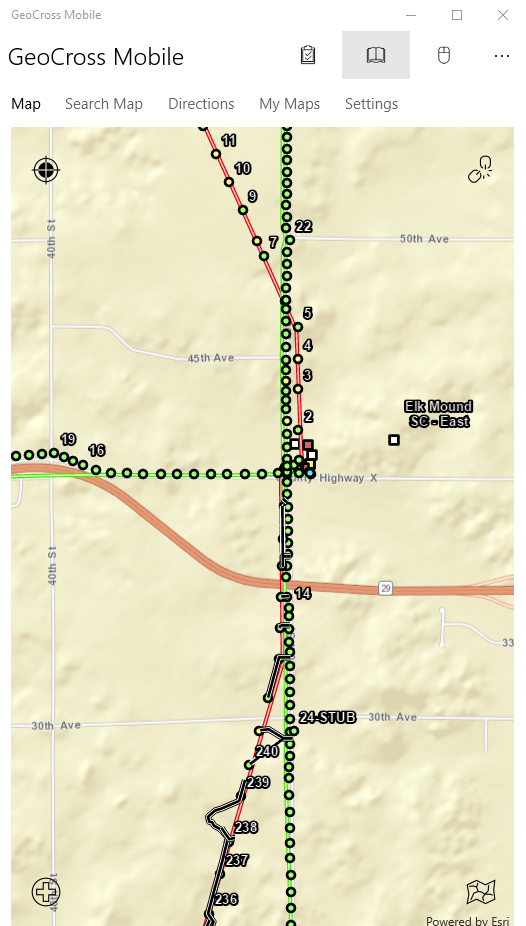 GeoCross Mobile
GeoCross Mobile
Map
Search Map
Directions
My Maps
Settings
11
10
9
7
22
50th Ave
40th St
5
45th Ave
4
3
Elk Mound
SC - East
2
19
16
Highway X
40th St
29
14
33
24-STUB
30th Ave
30th Ave
240
239
238
237
236
Powered by Esri